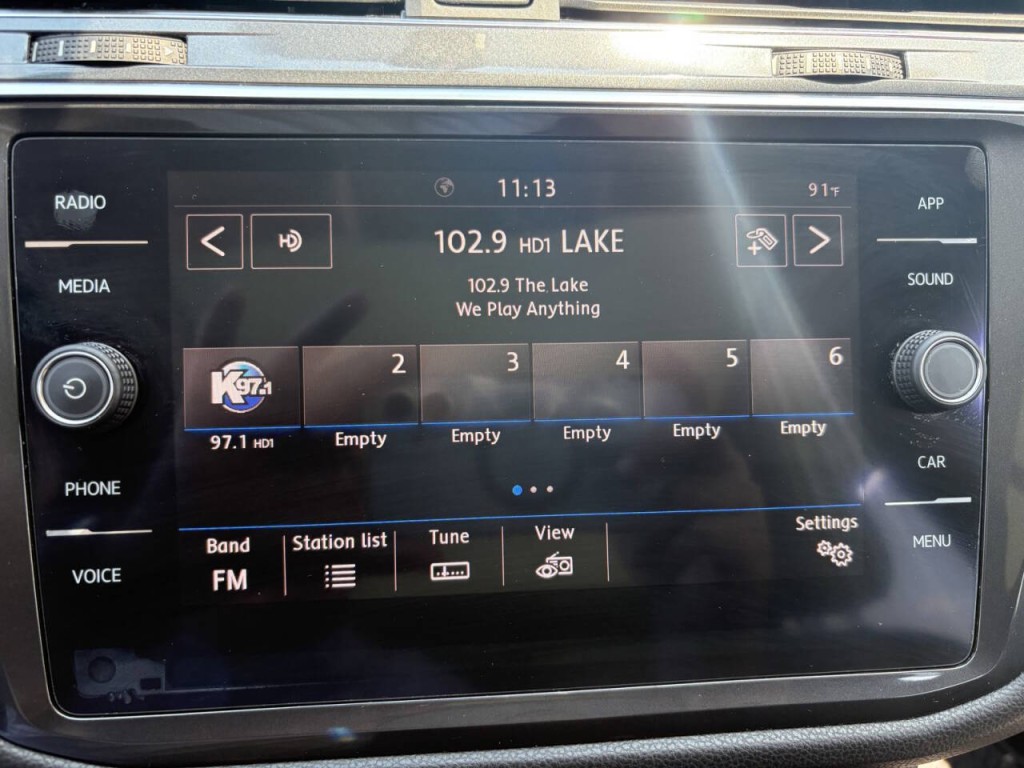 RADIO
MEDIA
PHONE
VOICE
11:13
91°F
HD
102.9 HD1 LAKE
102.9 The Lake
We Play Anything
K97.1
2
3
4
5
6
97.1 HD1
Empty
Empty
Empty
Empty
Empty
Band
FM
Station list
Tune
View
Settings
APP
SOUND
CAR
MENU